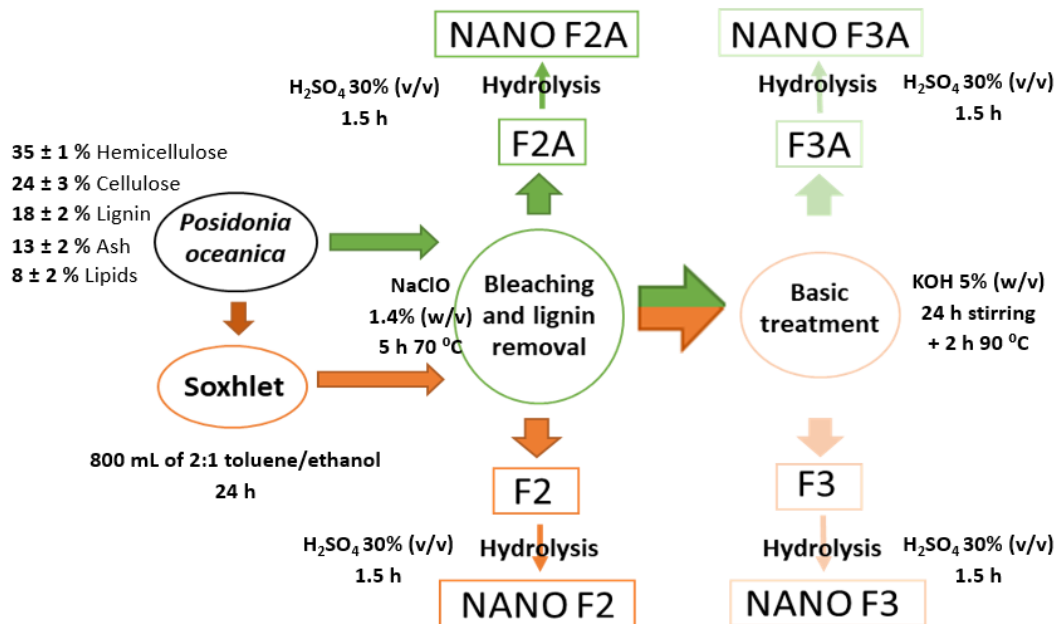 NANO F2A
NANO F3A
H₂SO₄ 30% (v/v)
1.5 h
Hydrolysis
Hydrolysis
H₂SO₄ 30% (v/v)
1.5 h
F2A
F3A
35 ± 1 % Hemicellulose
24 ± 3 % Cellulose
18 ± 2 % Lignin
13 ± 2 % Ash
8 ± 2 % Lipids
Posidonia
oceanica
NaClO
1.4% (w/v)
5 h 70 ⁰C
Bleaching
and lignin
removal
Basic
treatment
KOH 5% (w/v)
24 h stirring
+ 2 h 90 ⁰C
Soxhlet
800 mL of 2:1 toluene/ethanol
24 h
F2
F3
H₂SO₄ 30% (v/v)
1.5 h
Hydrolysis
Hydrolysis
H₂SO₄ 30% (v/v)
1.5 h
NANO F2
NANO F3